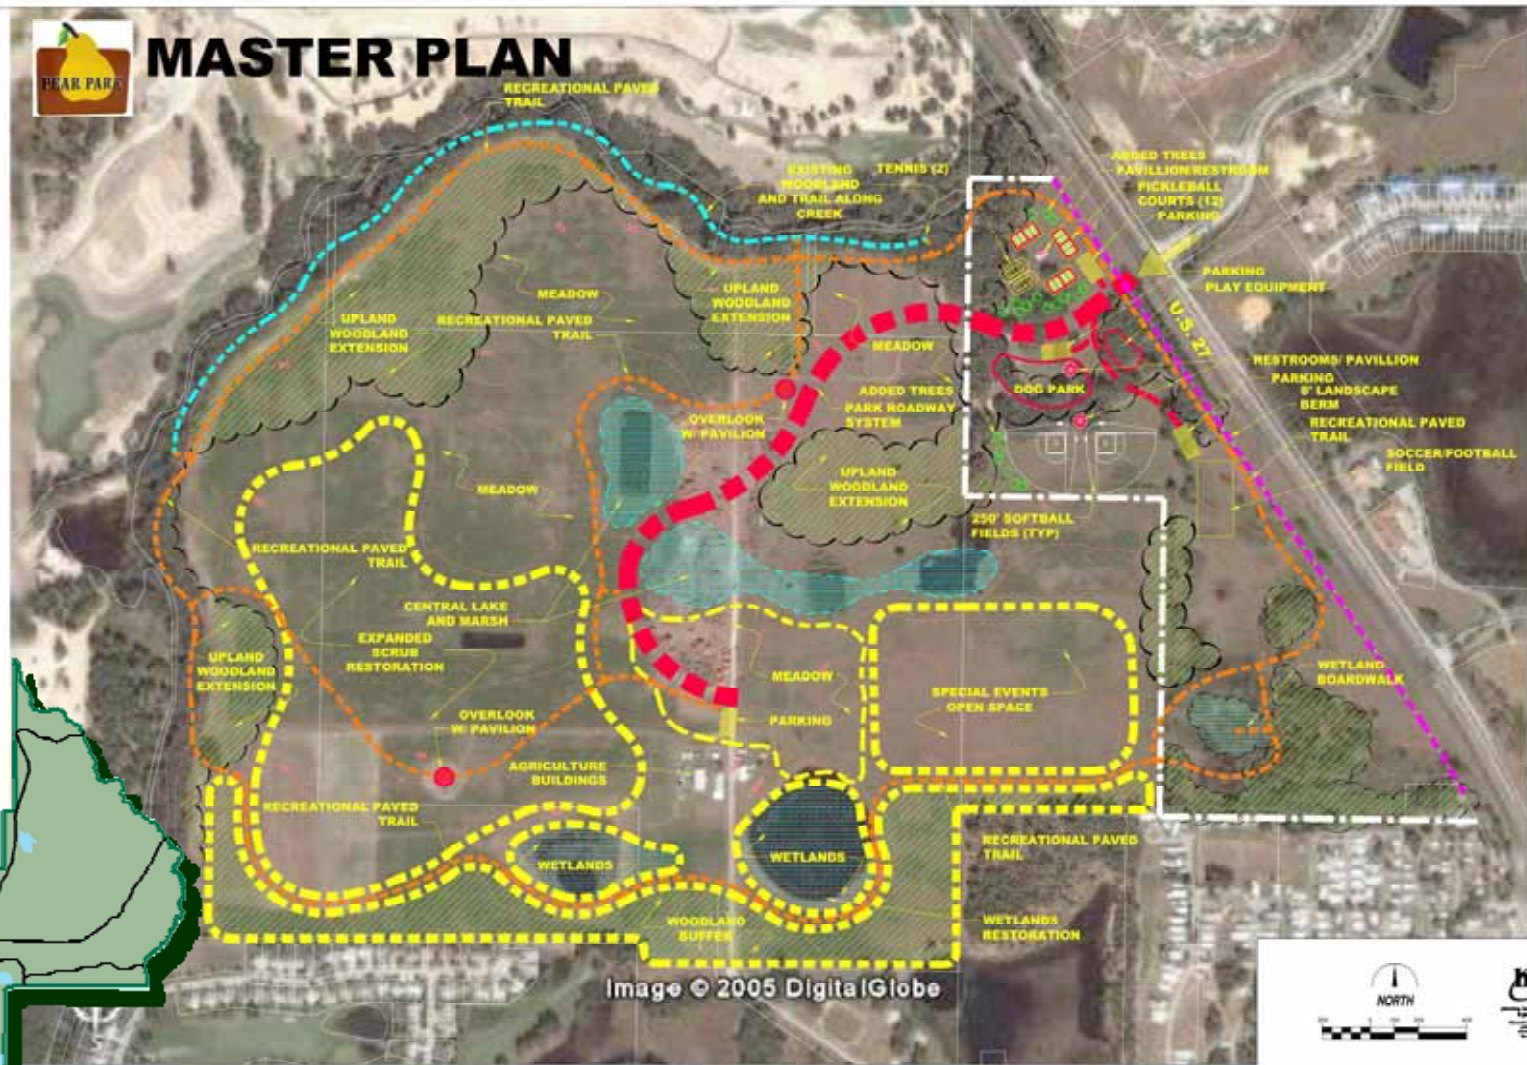 PEAR PARK
MASTER PLAN
RECREATIONAL PAVED
TRAIL
EXISTING
WOODLAND
AND TRAIL ALONG
CREEK
TENNIS (2)
ADDED TREES
PAVILLION/RESTROOM
PICKLEBALL
COURTS (12)
PARKING
PARKING
PLAY EQUIPMENT
U.S. 27
MEADOW
UPLAND
WOODLAND
EXTENSION
RECREATIONAL PAVED
TRAIL
UPLAND
WOODLAND
EXTENSION
MEADOW
RESTROOMS/ PAVILLION
PARKING
8' LANDSCAPE
BERM
RECREATIONAL PAVED
TRAIL
SOCCER/FOOTBALL
FIELD
DOG PARK
ADDED TREES
PARK ROADWAY
SYSTEM
OVERLOOK
W/ PAVILION
UPLAND
WOODLAND
EXTENSION
MEADOW
250' SOFTBALL
FIELDS (TYP)
RECREATIONAL PAVED
TRAIL
CENTRAL LAKE
AND MARSH
EXPANDED
SCRUB
RESTORATION
UPLAND
WOODLAND
EXTENSION
MEADOW
SPECIAL EVENTS
OPEN SPACE
WETLAND
BOARDWALK
OVERLOOK
W/ PAVILION
PARKING
AGRICULTURE
BUILDINGS
RECREATIONAL PAVED
TRAIL
WETLANDS
WETLANDS
RECREATIONAL PAVED
TRAIL
WOODLAND
BUFFER
WETLANDS
RESTORATION
Image © 2005 DigitalGlobe
NORTH